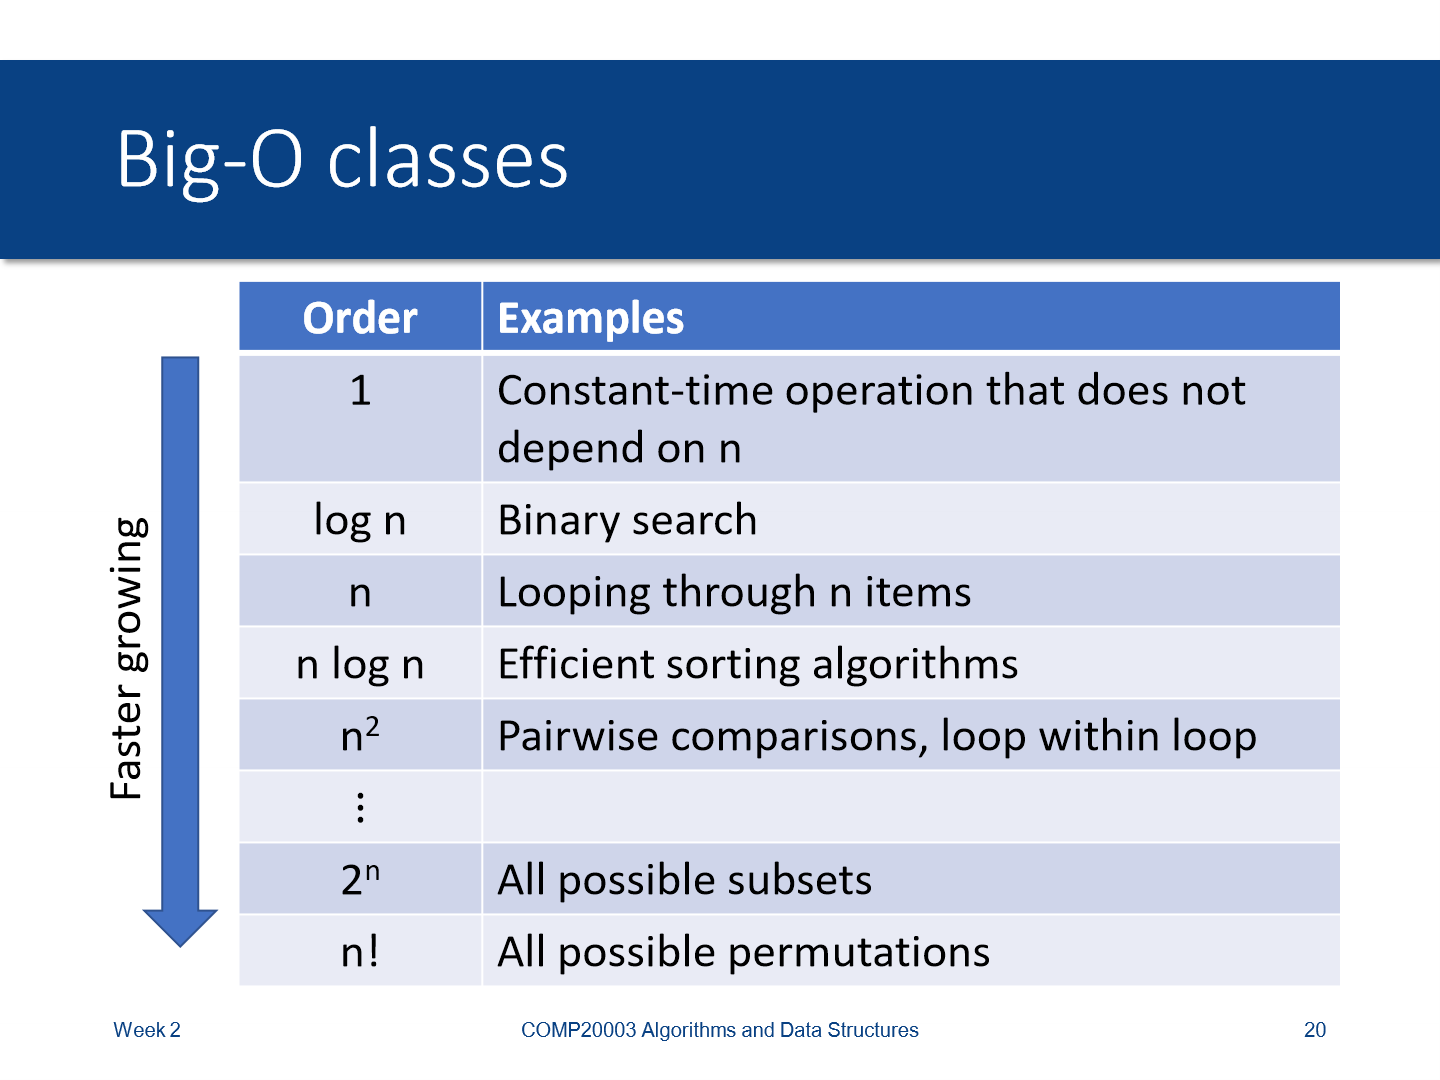 Big-O classes
Order Examples
1 Constant-time operation that does not
depend on n
log n Binary search
n Looping through n items
n log n Efficient sorting algorithms
n² Pairwise comparisons, loop within loop
⋮
2ⁿ All possible subsets
n! All possible permutations
Faster growing
Week 2 COMP20003 Algorithms and Data Structures 20